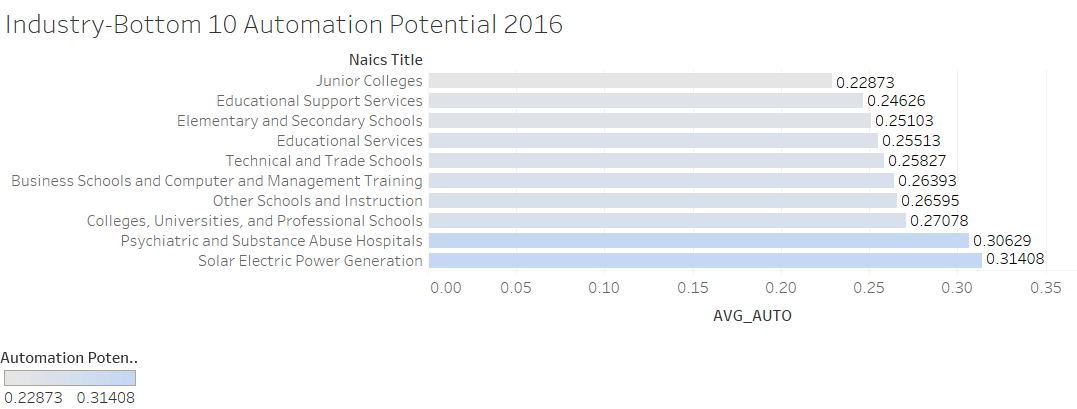 Industry-Bottom 10 Automation Potential 2016
Naics Title
Junior Colleges 0.22873
Educational Support Services 0.24626
Elementary and Secondary Schools 0.25103
Educational Services 0.25513
Technical and Trade Schools 0.25827
Business Schools and Computer and Management Training 0.26393
Other Schools and Instruction 0.26595
Colleges, Universities, and Professional Schools 0.27078
Psychiatric and Substance Abuse Hospitals 0.30629
Solar Electric Power Generation 0.31408
0.00 0.05 0.10 0.15 0.20 0.25 0.30 0.35
AVG_AUTO
Automation Poten..
0.22873 0.31408